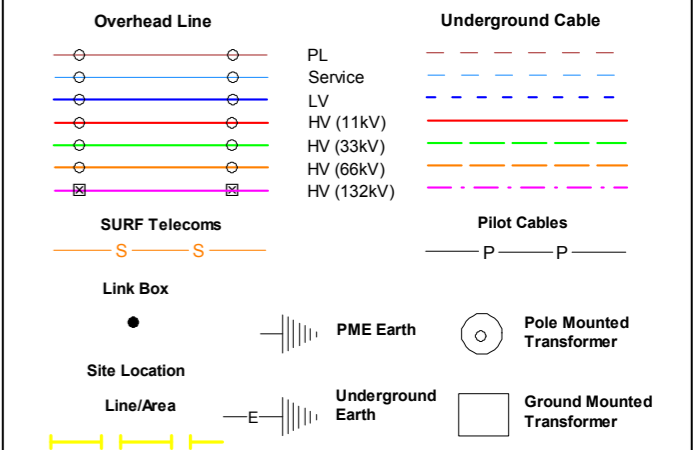 Overhead Line
Underground Cable
PL
Service
LV
HV (11kV)
HV (33kV)
HV (66kV)
HV (132kV)
SURF Telecoms
Pilot Cables
S S
P P
Link Box
PME Earth
Pole Mounted
Transformer
Site Location
Line/Area
E
Underground
Earth
Ground Mounted
Transformer